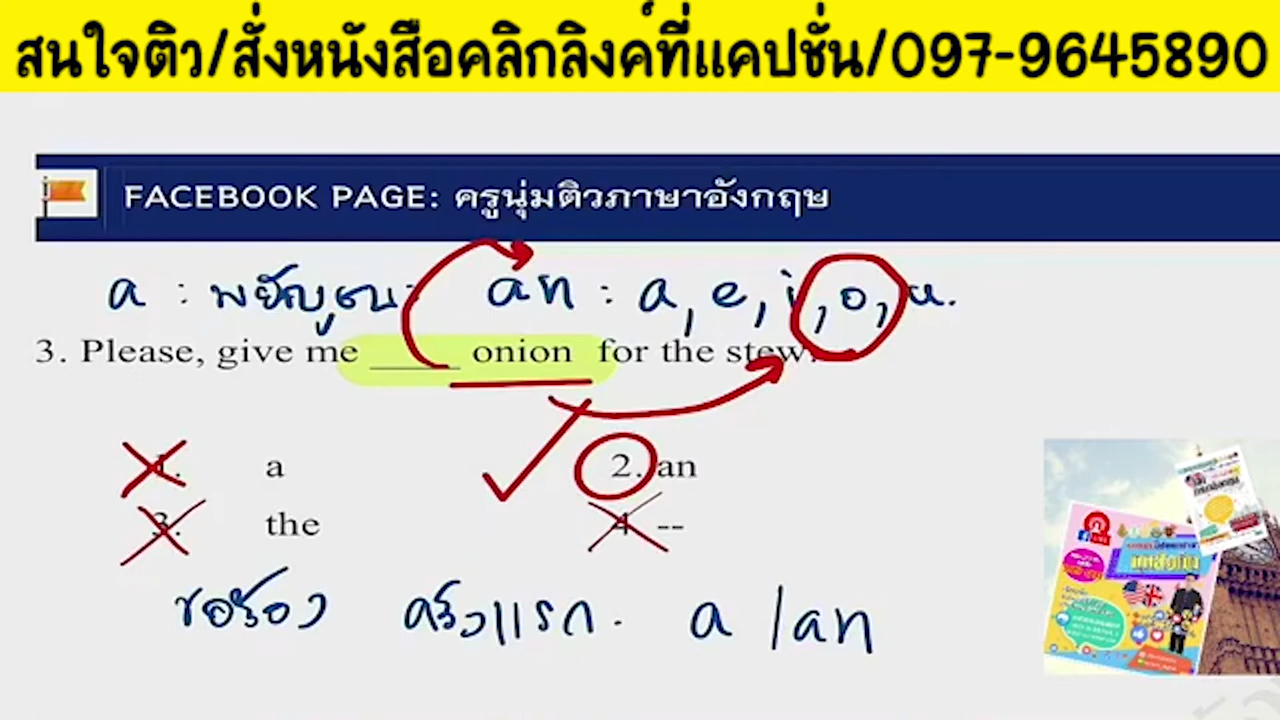 สนใจติว/สั่งหนังสือคลิกลิงค์ที่แคปชั่น/097-9645890
FACEBOOK PAGE: ครูนุ่มติวภาษาอังกฤษ
a : พยัญชนะ an : a, e, i, o, u.
3. Please, give me _____ onion for the stew.
1. a 2. an
3. the 4 --
ขอร้อง ครั้งแรก. a / an